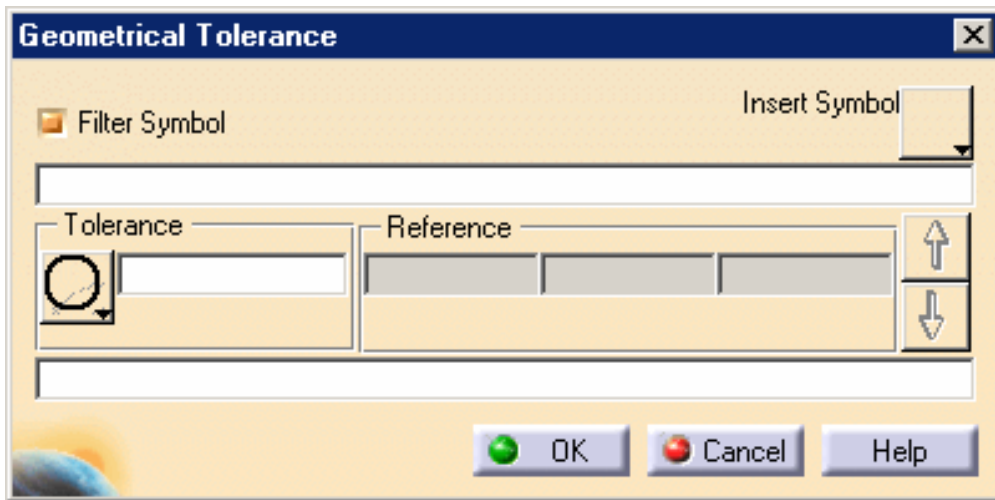 Geometrical Tolerance
Insert Symbol
Filter Symbol
Tolerance Reference
OK Cancel Help